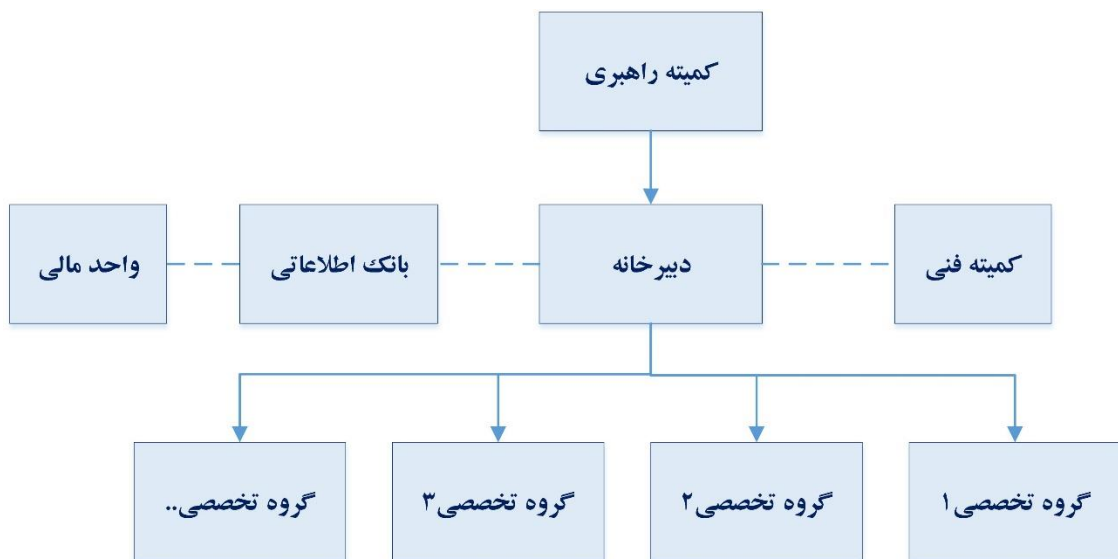 کمیته راهبری
کمیته فنی
دبیرخانه
بانک اطلاعاتی
واحد مالی
گروه تخصصی۱
گروه تخصصی۲
گروه تخصصی۳
گروه تخصصی..